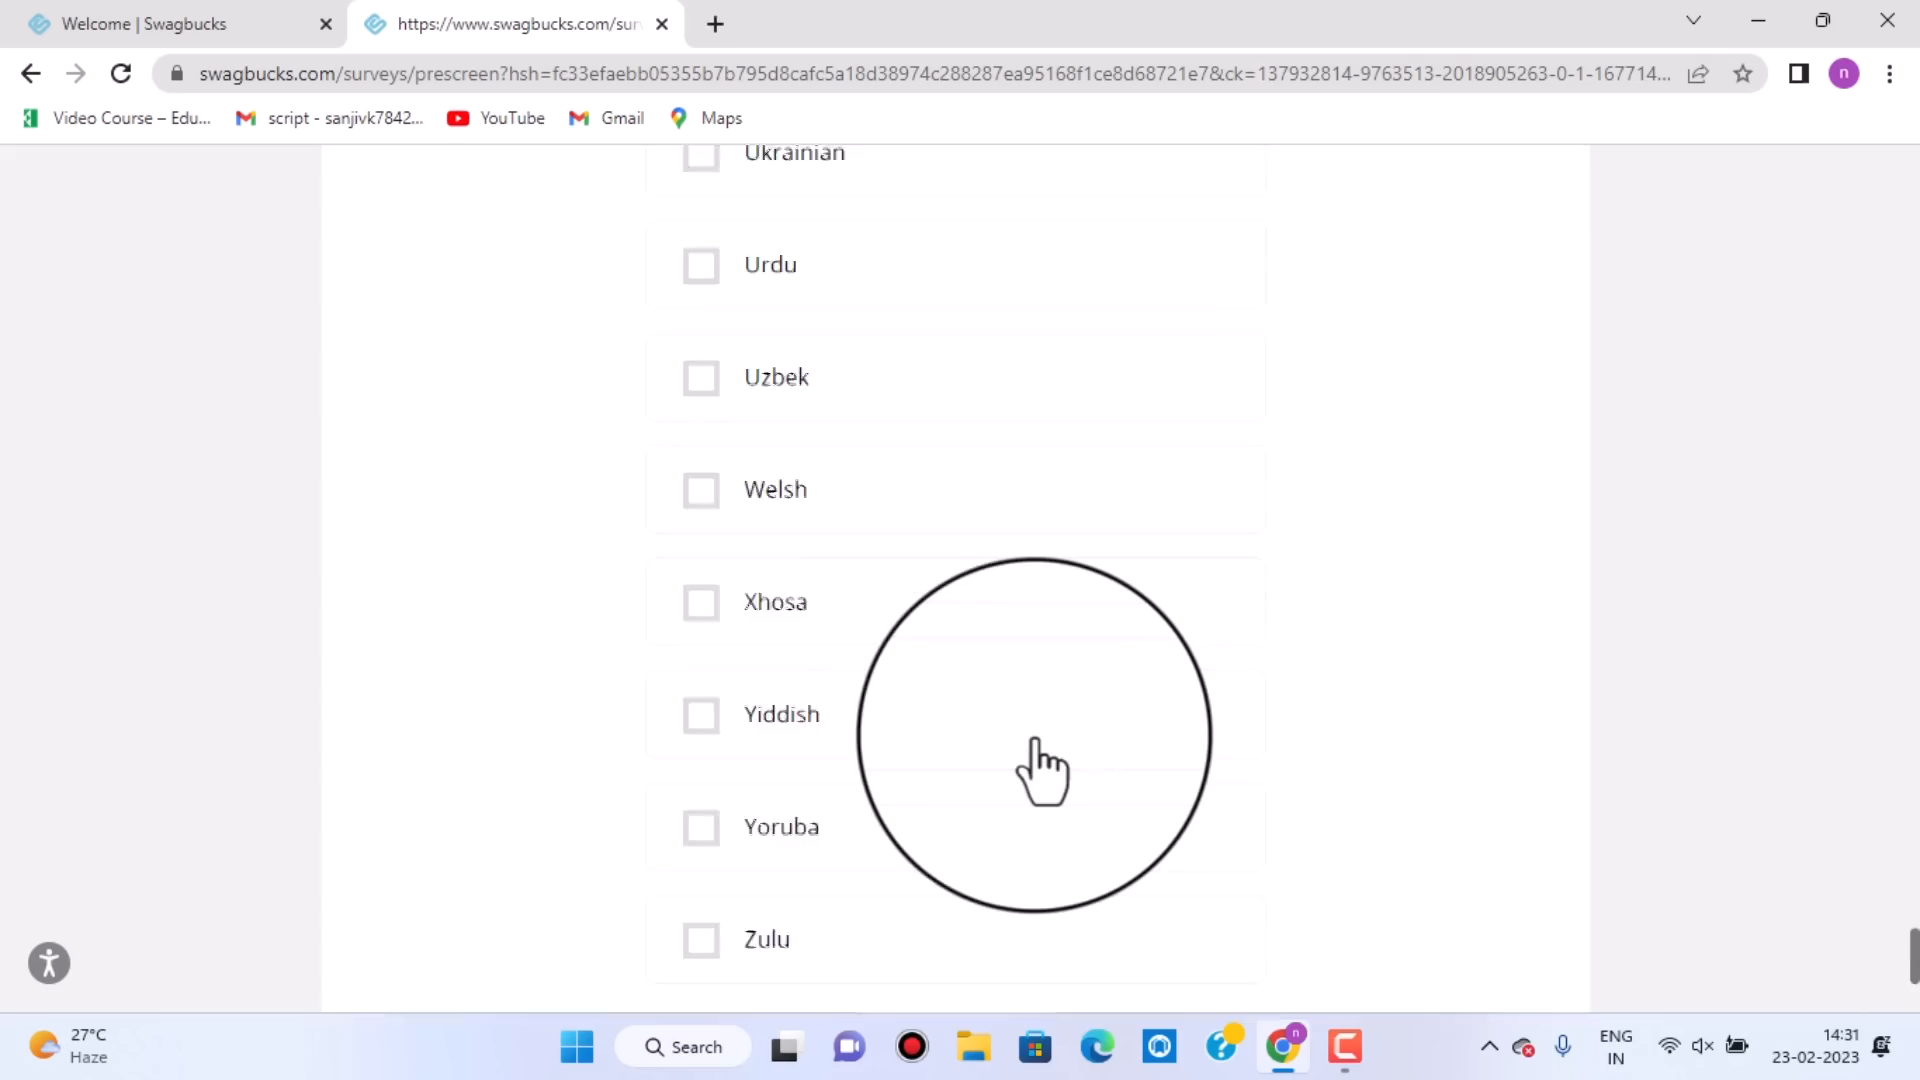 Welcome | Swagbucks
https://www.swagbucks.com/sur
swagbucks.com/surveys/prescreen?hsh=fc33efaebb05355b7b795d8cafc5a18d38974c288287ea95168f1ce8d68721e7&ck=137932814-9763513-2018905263-0-1-167714...
n
Video Course – Edu...
script - sanjivk7842...
YouTube
Gmail
Maps
Ukrainian
Urdu
Uzbek
Welsh
Xhosa
Yiddish
Yoruba
Zulu
27°C
Haze
Search
n
ENG
IN
14:31
23-02-2023